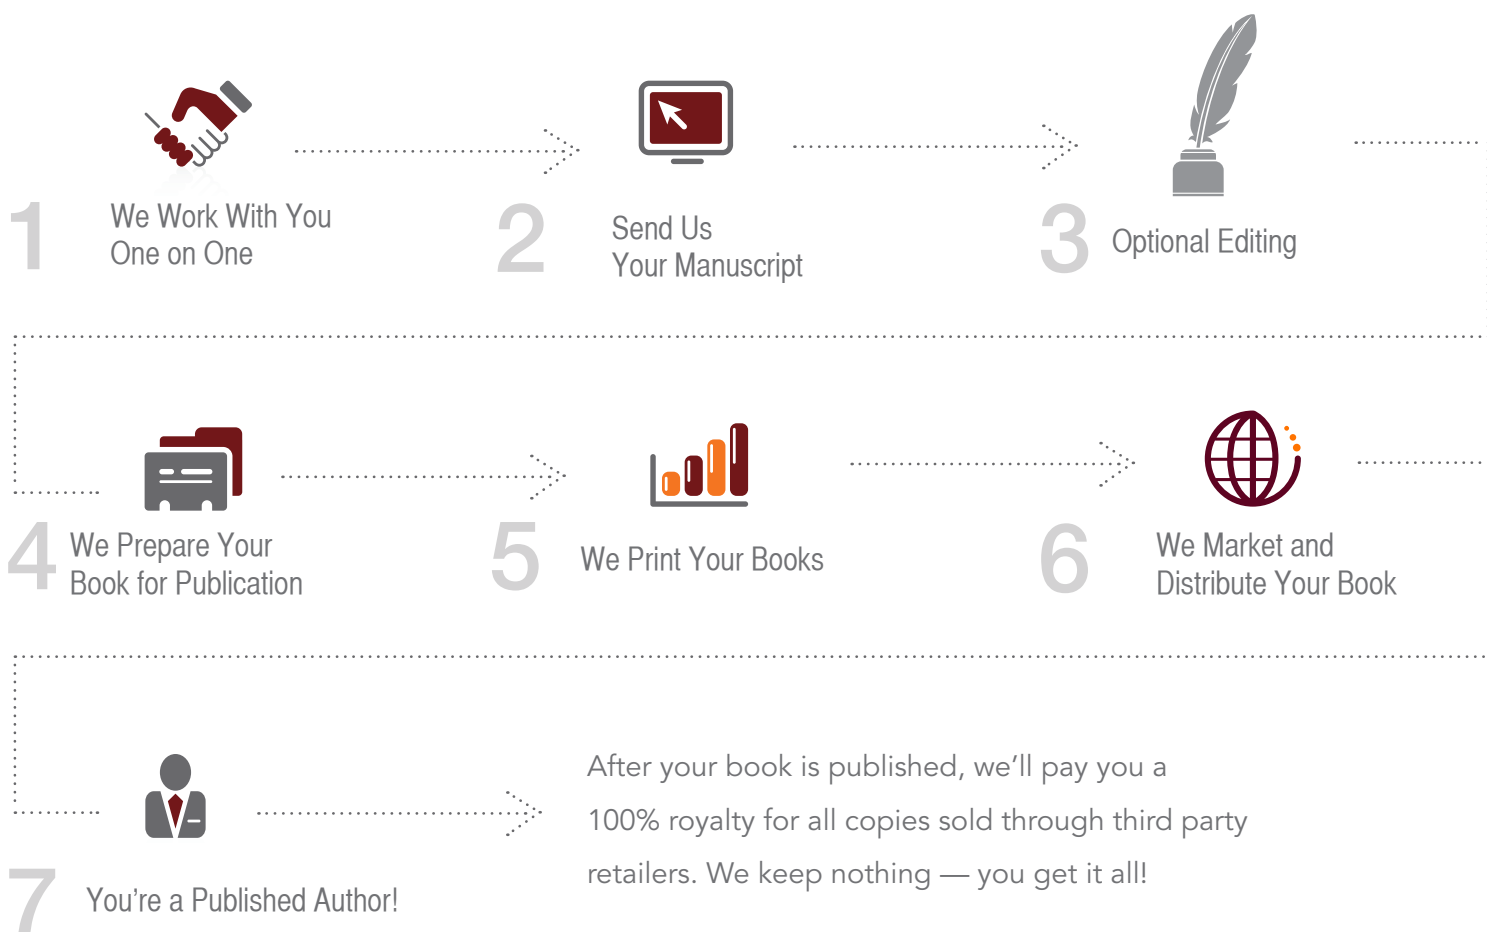 1
We Work With You
One on One
2
Send Us
Your Manuscript
3
Optional Editing
4
We Prepare Your
Book for Publication
5
We Print Your Books
6
We Market and
Distribute Your Book
7
You’re a Published Author!
After your book is published, we’ll pay you a
100% royalty for all copies sold through third party
retailers. We keep nothing — you get it all!